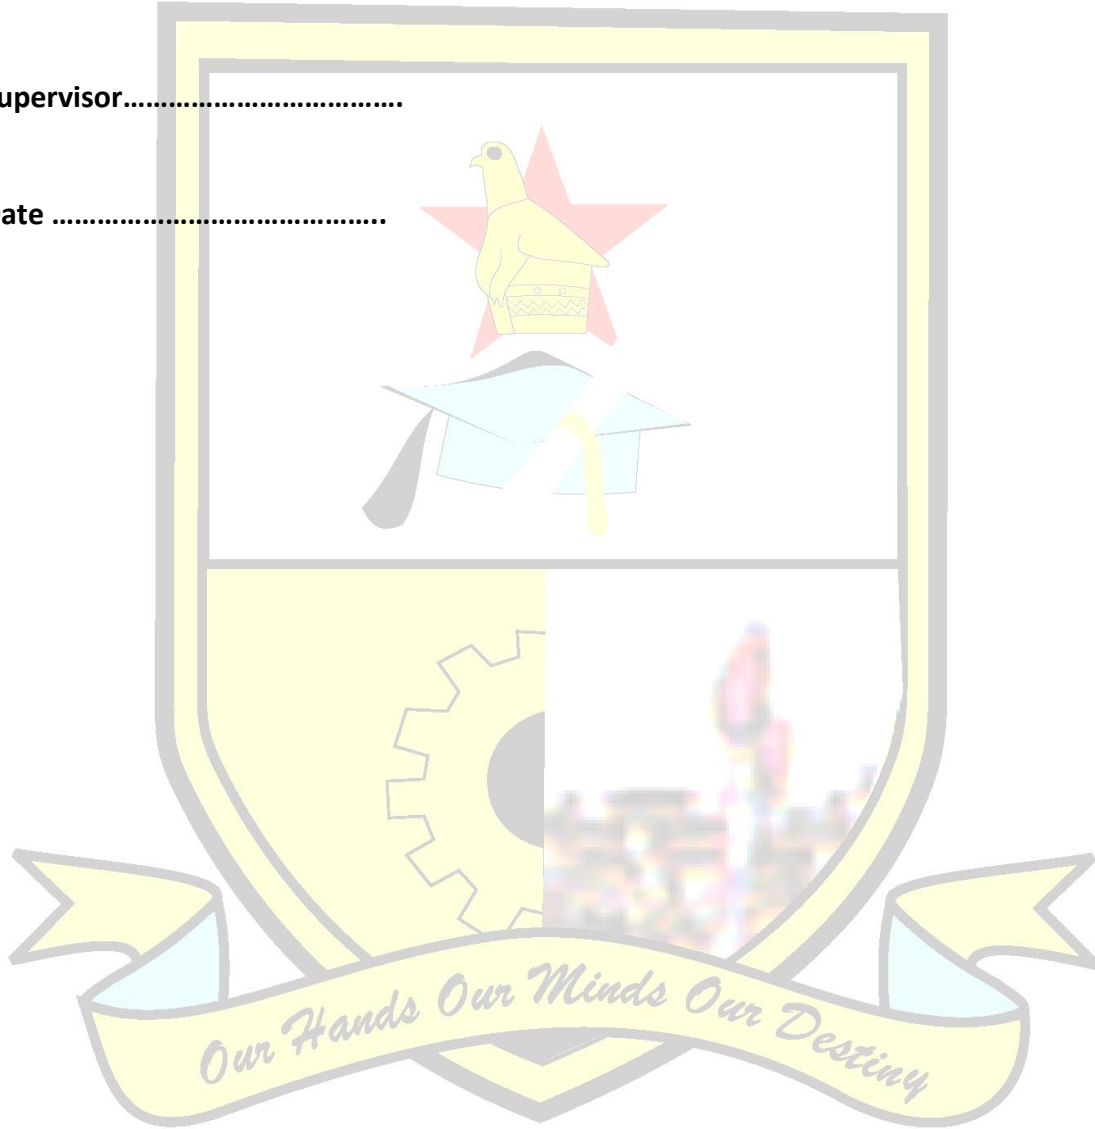 upervisor……………………………….
ate ……………………………………..
Our Hands Our Minds Our Destiny